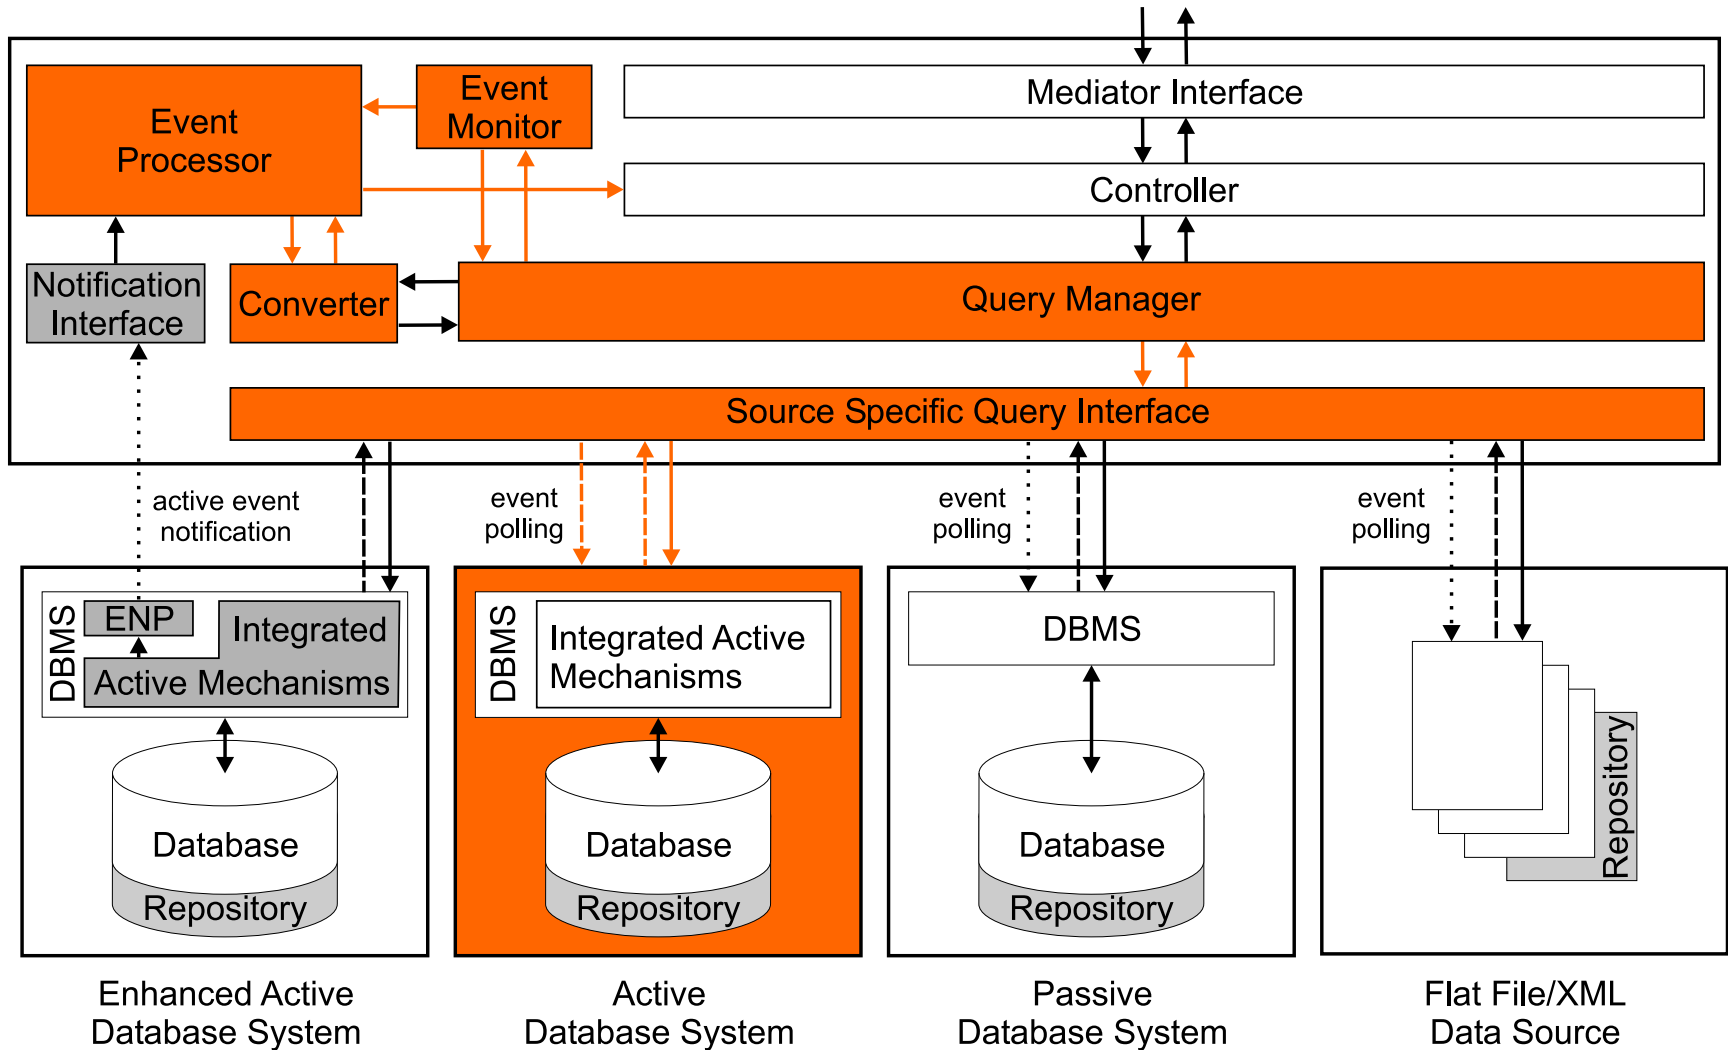 Event
Processor
Event
Monitor
Mediator Interface
Controller
Notification
Interface
Converter
Query Manager
Source Specific Query Interface
active event
notification
event
polling
event
polling
event
polling
DBMS
ENP
Integrated
Active Mechanisms
Database
Repository
DBMS
Integrated Active
Mechanisms
Database
Repository
DBMS
Database
Repository
Repository
Enhanced Active
Database System
Active
Database System
Passive
Database System
Flat File/XML
Data Source